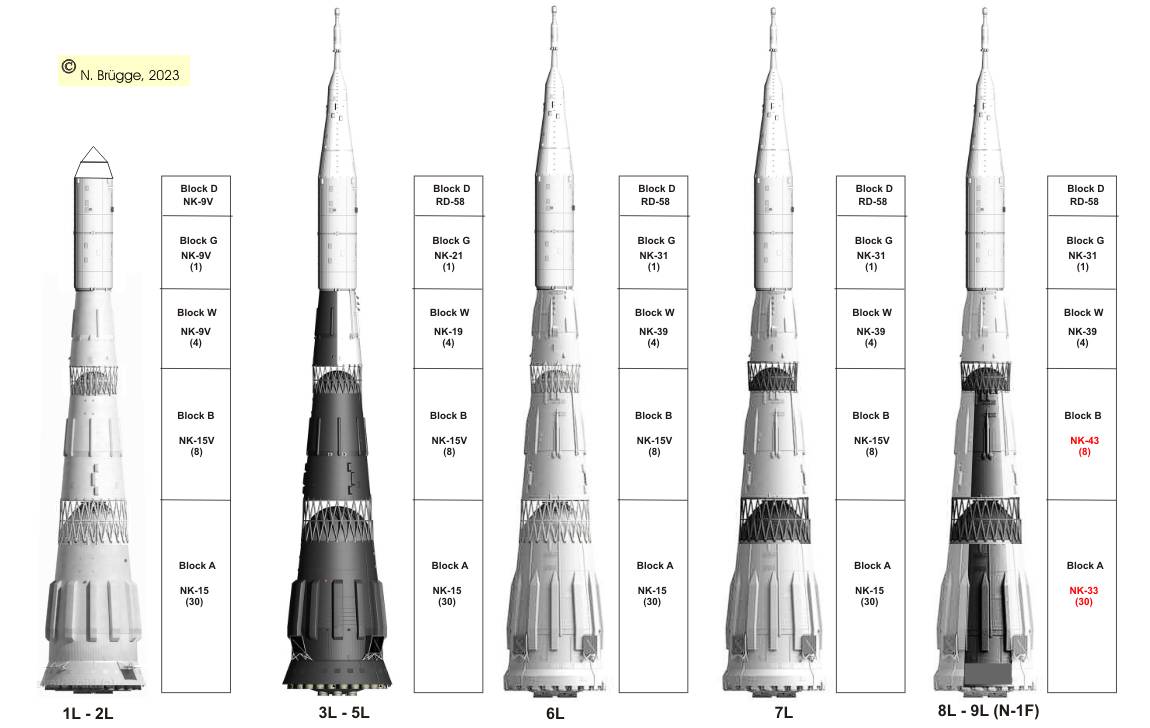 © N. Brügge, 2023
Block D
NK-9V
Block G
NK-9V
(1)
Block W
NK-9V
(4)
Block B
NK-15V
(8)
Block A
NK-15
(30)
1L - 2L
Block D
RD-58
Block G
NK-21
(1)
Block W
NK-19
(4)
Block B
NK-15V
(8)
Block A
NK-15
(30)
3L - 5L
Block D
RD-58
Block G
NK-31
(1)
Block W
NK-39
(4)
Block B
NK-15V
(8)
Block A
NK-15
(30)
6L
Block D
RD-58
Block G
NK-31
(1)
Block W
NK-39
(4)
Block B
NK-15V
(8)
Block A
NK-15
(30)
7L
Block D
RD-58
Block G
NK-31
(1)
Block W
NK-39
(4)
Block B
NK-43
(8)
Block A
NK-33
(30)
8L - 9L (N-1F)